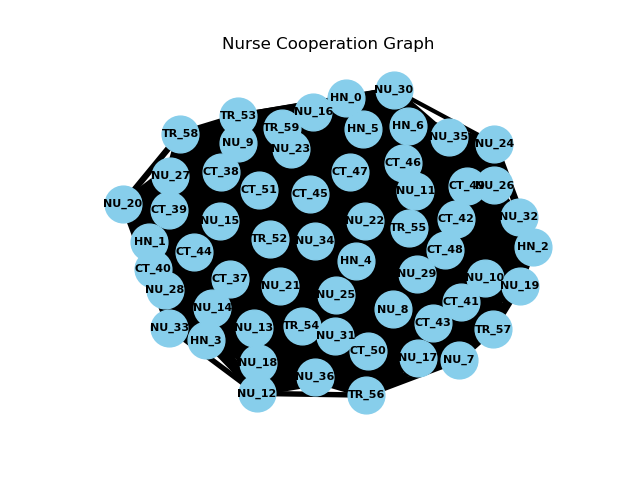 Nurse Cooperation Graph
NU_30
HN_0
NU_16
TR_53
HN_6
TR_59
HN_5
TR_58
NU_35
NU_9
NU_24
NU_23
CT_46
CT_38
CT_47
NU_27
CT_49
NU_26
CT_51
NU_11
CT_45
NU_20
CT_39
NU_32
CT_42
NU_15
NU_22
TR_55
TR_52
NU_34
HN_1
HN_2
CT_48
CT_44
HN_4
CT_40
NU_29
CT_37
NU_10
NU_21
NU_19
NU_28
NU_25
CT_41
NU_14
NU_8
CT_43
TR_54
NU_33
NU_13
TR_57
NU_31
HN_3
CT_50
NU_17
NU_7
NU_18
NU_36
NU_12
TR_56